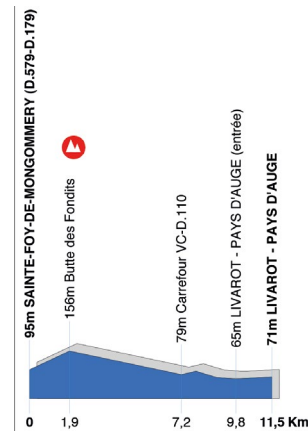 95m SAINTE-FOY-DE-MONGOMMERY (D.579-D.179)
156m Butte des Fondits
79m Carrefour VC-D.110
65m LIVAROT - PAYS D'AUGE (entrée)
71m LIVAROT - PAYS D'AUGE
0 1,9 7,2 9,8 11,5 Km